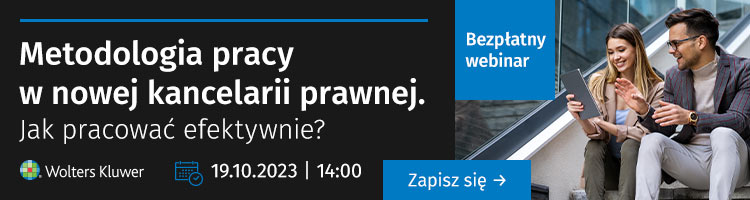 Metodologia pracy
w nowej kancelarii prawnej.
Jak pracować efektywnie?
Wolters Kluwer
19.10.2023 | 14:00
Bezpłatny
webinar
Zapisz się →